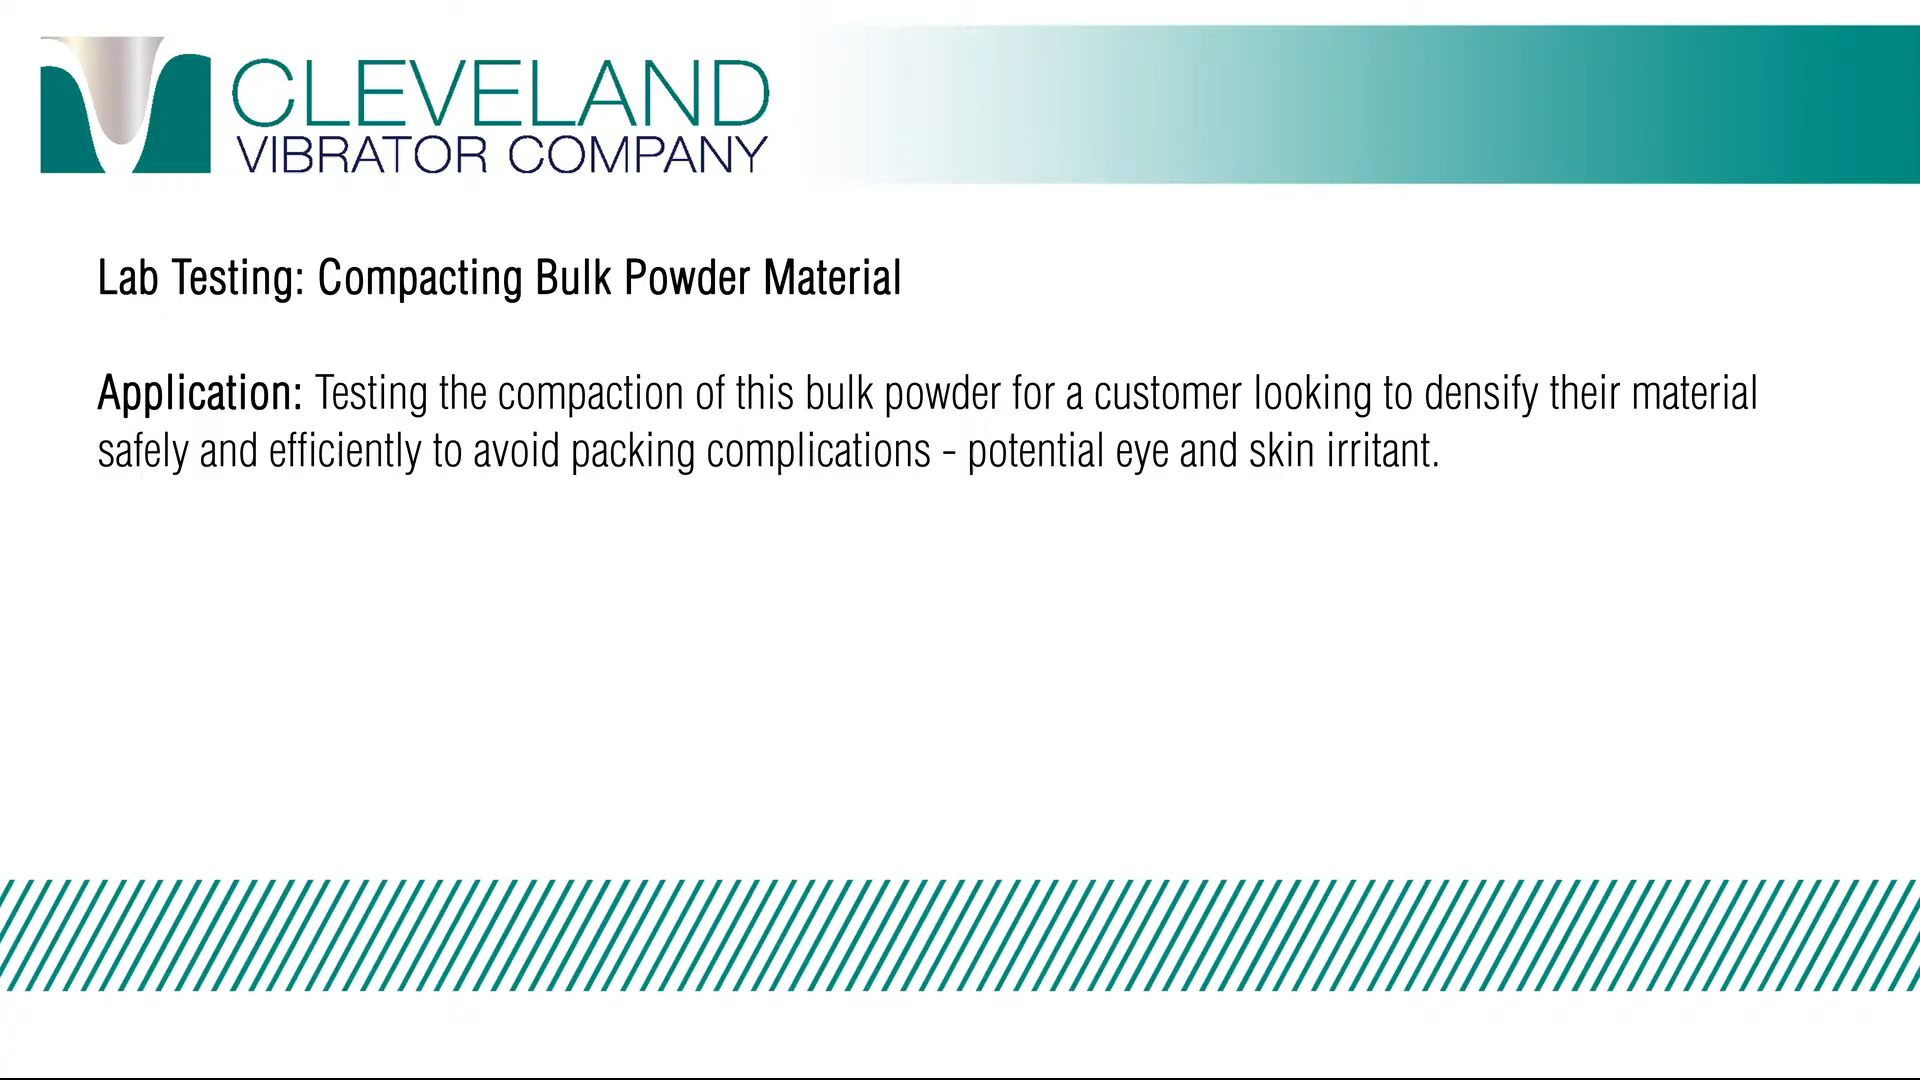 CLEVELAND
VIBRATOR COMPANY
Lab Testing: Compacting Bulk Powder Material
Application: Testing the compaction of this bulk powder for a customer looking to densify their material
safely and efficiently to avoid packing complications - potential eye and skin irritant.